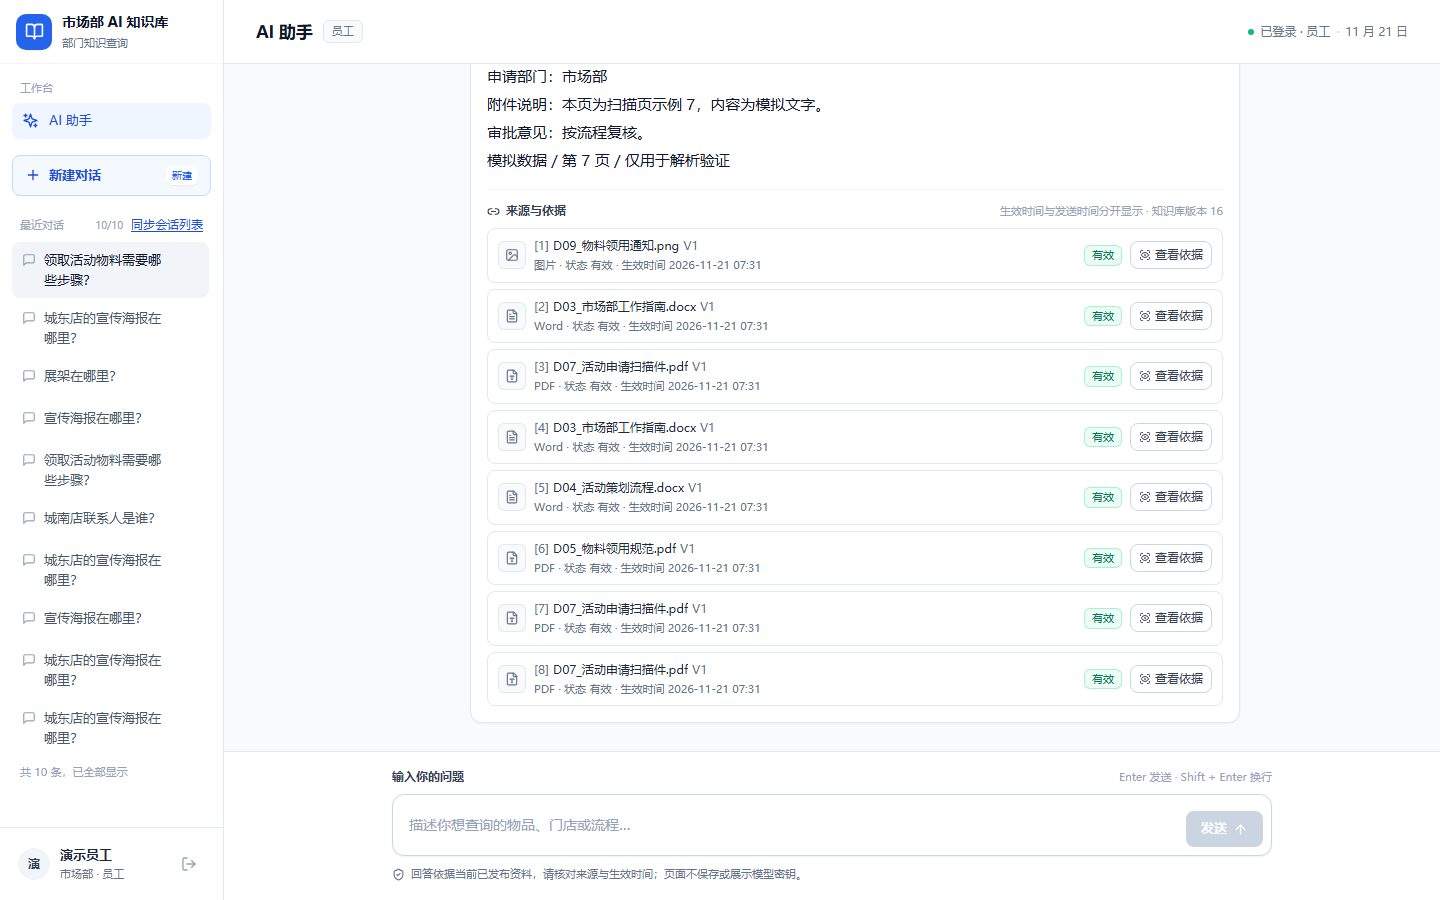 市场部 AI 知识库
部门知识查询
工作台
AI 助手
新建对话
新建
最近对话
10/10
同步会话列表
领取活动物料需要哪
些步骤？
城东店的宣传海报在
哪里？
展架在哪里？
宣传海报在哪里？
领取活动物料需要哪
些步骤？
城南店联系人是谁？
城东店的宣传海报在
哪里？
宣传海报在哪里？
城东店的宣传海报在
哪里？
城东店的宣传海报在
哪里？
共 10 条，已全部显示
演
演示员工
市场部 · 员工
AI 助手
员工
已登录 · 员工 · 11 月 21 日
申请部门：市场部
附件说明：本页为扫描页示例 7，内容为模拟文字。
审批意见：按流程复核。
模拟数据 / 第 7 页 / 仅用于解析验证
来源与依据
生效时间与发送时间分开显示 · 知识库版本 16
[1] D09_物料领用通知.png V1
图片 · 状态 有效 · 生效时间 2026-11-21 07:31
有效
查看依据
[2] D03_市场部工作指南.docx V1
Word · 状态 有效 · 生效时间 2026-11-21 07:31
有效
查看依据
[3] D07_活动申请扫描件.pdf V1
PDF · 状态 有效 · 生效时间 2026-11-21 07:31
有效
查看依据
[4] D03_市场部工作指南.docx V1
Word · 状态 有效 · 生效时间 2026-11-21 07:31
有效
查看依据
[5] D04_活动策划流程.docx V1
Word · 状态 有效 · 生效时间 2026-11-21 07:31
有效
查看依据
[6] D05_物料领用规范.pdf V1
PDF · 状态 有效 · 生效时间 2026-11-21 07:31
有效
查看依据
[7] D07_活动申请扫描件.pdf V1
PDF · 状态 有效 · 生效时间 2026-11-21 07:31
有效
查看依据
[8] D07_活动申请扫描件.pdf V1
PDF · 状态 有效 · 生效时间 2026-11-21 07:31
有效
查看依据
输入你的问题
Enter 发送 · Shift + Enter 换行
描述你想查询的物品、门店或流程...
发送
回答依据当前已发布资料，请核对来源与生效时间；页面不保存或展示模型密钥。